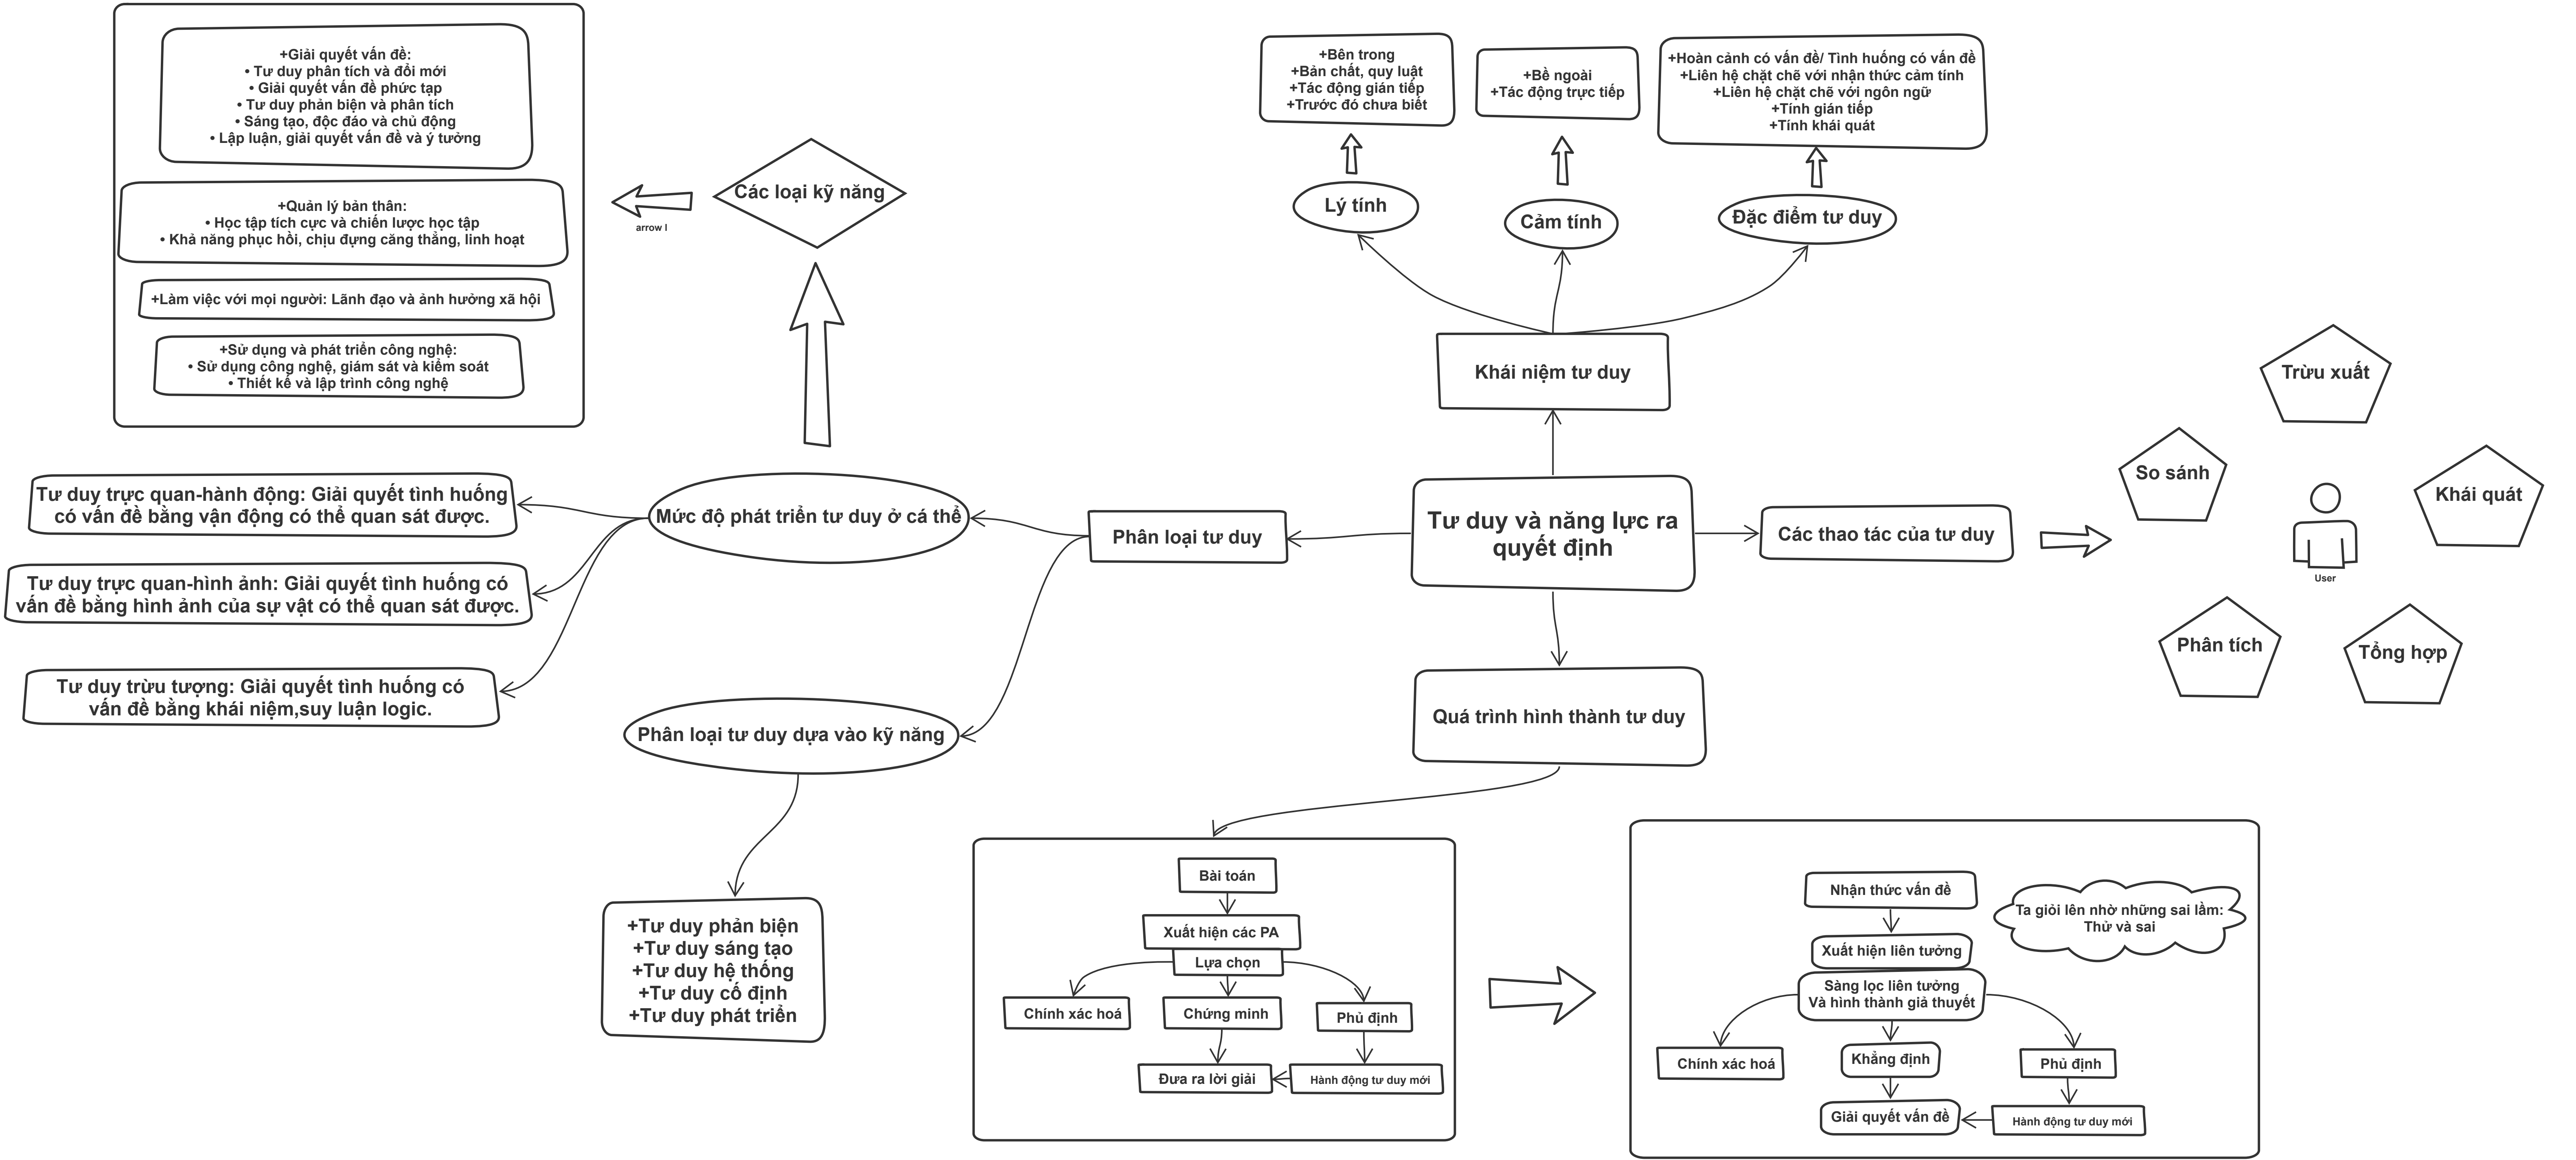 +Giải quyết vấn đề:
• Tư duy phân tích và đổi mới
• Giải quyết vấn đề phức tạp
• Tư duy phản biện và phân tích
• Sáng tạo, độc đáo và chủ động
• Lập luận, giải quyết vấn đề và ý tưởng
+Quản lý bản thân:
• Học tập tích cực và chiến lược học tập
• Khả năng phục hồi, chịu đựng căng thẳng, linh hoạt
+Làm việc với mọi người: Lãnh đạo và ảnh hưởng xã hội
+Sử dụng và phát triển công nghệ:
• Sử dụng công nghệ, giám sát và kiểm soát
• Thiết kế và lập trình công nghệ
arrow l
Các loại kỹ năng
+Bên trong
+Bản chất, quy luật
+Tác động gián tiếp
+Trước đó chưa biết
+Bề ngoài
+Tác động trực tiếp
+Hoàn cảnh có vấn đề/ Tình huống có vấn đề
+Liên hệ chặt chẽ với nhận thức cảm tính
+Liên hệ chặt chẽ với ngôn ngữ
+Tính gián tiếp
+Tính khái quát
Lý tính
Cảm tính
Đặc điểm tư duy
Khái niệm tư duy
Tư duy trực quan-hành động: Giải quyết tình huống
có vấn đề bằng vận động có thể quan sát được.
Tư duy trực quan-hình ảnh: Giải quyết tình huống có
vấn đề bằng hình ảnh của sự vật có thể quan sát được.
Tư duy trừu tượng: Giải quyết tình huống có
vấn đề bằng khái niệm,suy luận logic.
Mức độ phát triển tư duy ở cá thể
Phân loại tư duy
Tư duy và năng lực ra
quyết định
Các thao tác của tư duy
Trừu xuất
So sánh
Khái quát
User
Phân tích
Tổng hợp
Phân loại tư duy dựa vào kỹ năng
Quá trình hình thành tư duy
+Tư duy phản biện
+Tư duy sáng tạo
+Tư duy hệ thống
+Tư duy cố định
+Tư duy phát triển
Bài toán
Xuất hiện các PA
Lựa chọn
Chính xác hoá
Chứng minh
Phủ định
Đưa ra lời giải
Hành động tư duy mới
Nhận thức vấn đề
Ta giỏi lên nhờ những sai lầm:
Thử và sai
Xuất hiện liên tưởng
Sàng lọc liên tưởng
Và hình thành giả thuyết
Chính xác hoá
Khẳng định
Phủ định
Giải quyết vấn đề
Hành động tư duy mới